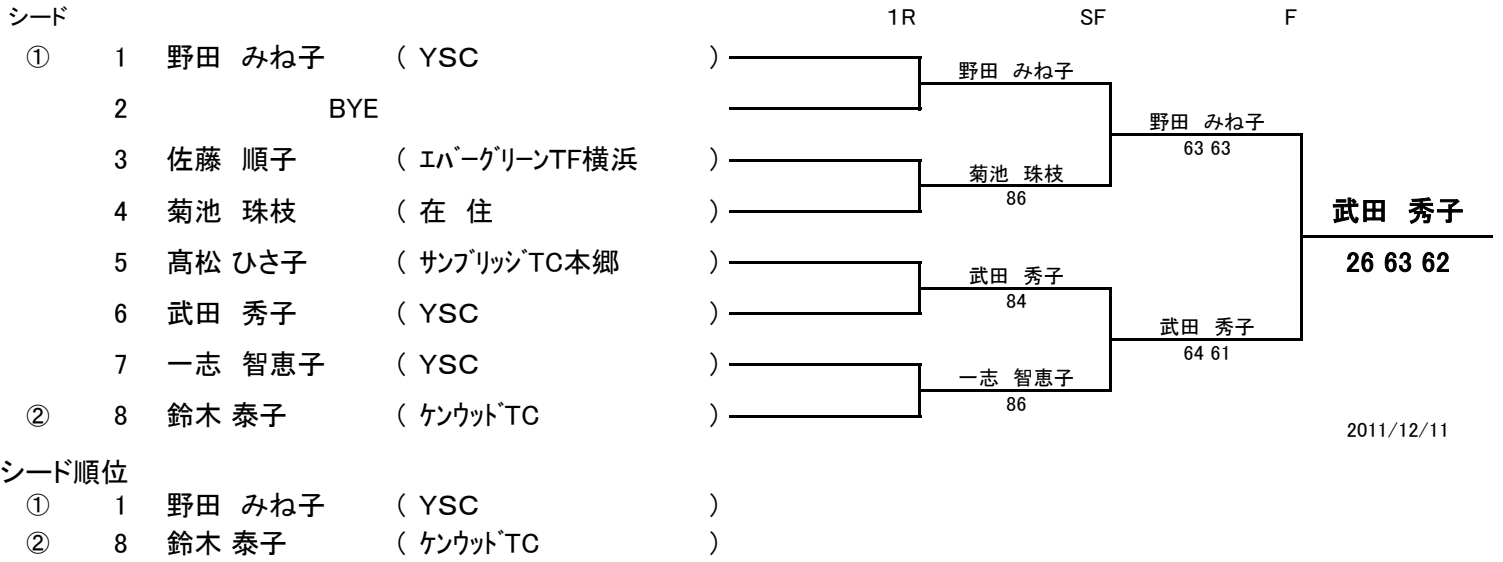 シード 1R SF F
① 1 野田 みね子 ( YSC )
野田 みね子
2 BYE
野田 みね子
63 63
3 佐藤 順子 ( エバーグリーンTF横浜 )
菊池 珠枝
86
4 菊池 珠枝 ( 在 住 )
武田 秀子
26 63 62
5 髙松 ひさ子 ( サンブリッジTC本郷 )
武田 秀子
84
6 武田 秀子 ( YSC )
武田 秀子
64 61
7 一志 智恵子 ( YSC )
一志 智恵子
86
② 8 鈴木 泰子 ( ケンウッドTC )
2011/12/11
シード順位
① 1 野田 みね子 ( YSC )
② 8 鈴木 泰子 ( ケンウッドTC )